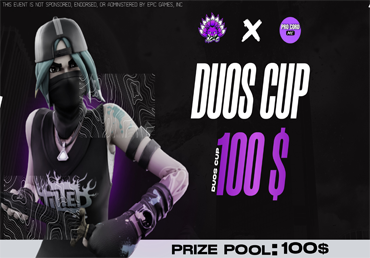 THIS EVENT IS NOT SPONSORED, ENDORSED, OR ADMINISTERED BY EPIC GAMES, INC
PRO CORD
DUOS CUP
DUOS CUP
100 $
TILTED
PRIZE POOL: 100$